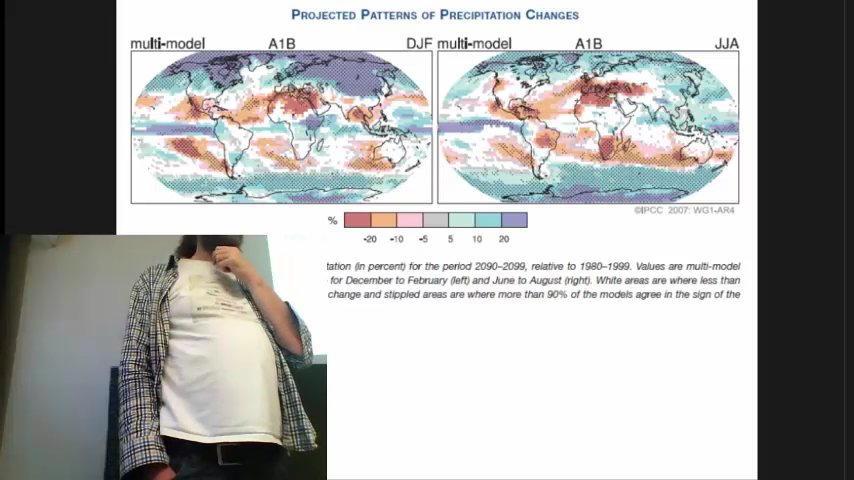 PROJECTED PATTERNS OF PRECIPITATION CHANGES
multi-model A1B DJF multi-model A1B JJA
©IPCC 2007: WG1-AR4
%
-20 -10 -5 5 10 20
(in percent) for the period 2090–2099, relative to 1980–1999. Values are multi-model
for December to February (left) and June to August (right). White areas are where less than
change and stippled areas are where more than 90% of the models agree in the sign of the